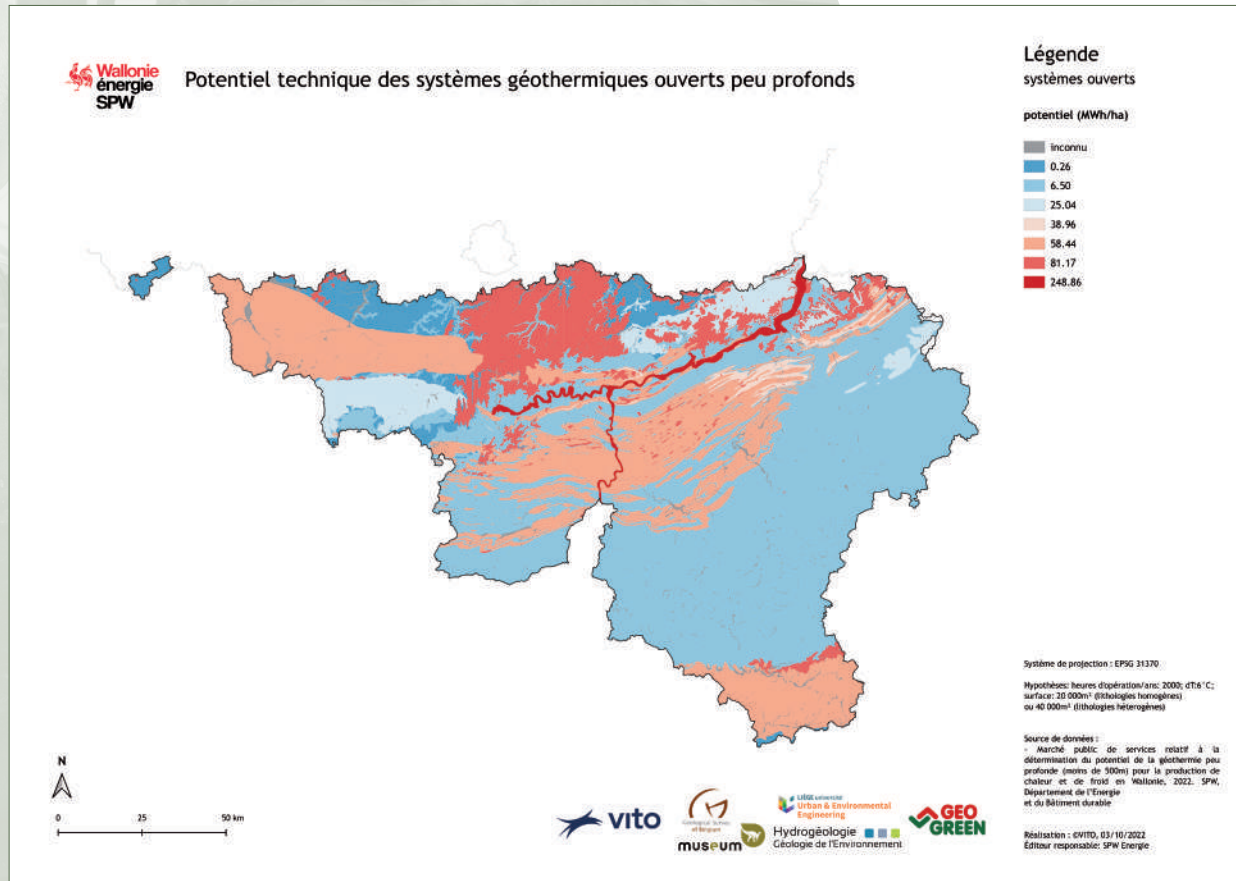 Wallonie
énergie
SPW
Potentiel technique des systèmes géothermiques ouverts peu profonds
Légende
systèmes ouverts
potentiel (MWh/ha)
inconnu
0.26
6.50
25.04
38.96
58.44
81.17
248.86
Système de projection : EPSG 31370
Hypothèses: heures d'opération/ans: 2000; dT:6°C;
surface: 20 000m² (lithologies homogènes)
ou 40 000m² (lithologies hétérogènes)
Source de données :
- Marché public de services relatif à la
détermination du potentiel de la géothermie peu
profonde (moins de 500m) pour la production de
chaleur et de froid en Wallonie, 2022. SPW,
Département de l'Energie
et du Bâtiment durable
Réalisation : ©VITO, 03/10/2022
Éditeur responsable: SPW Energie
N
0 25 50 km
vito
Geological Survey
of Belgium
museum
LIÈGE université
Urban & Environmental
Engineering
Hydrogéologie
Géologie de l'Environnement
GEO
GREEN